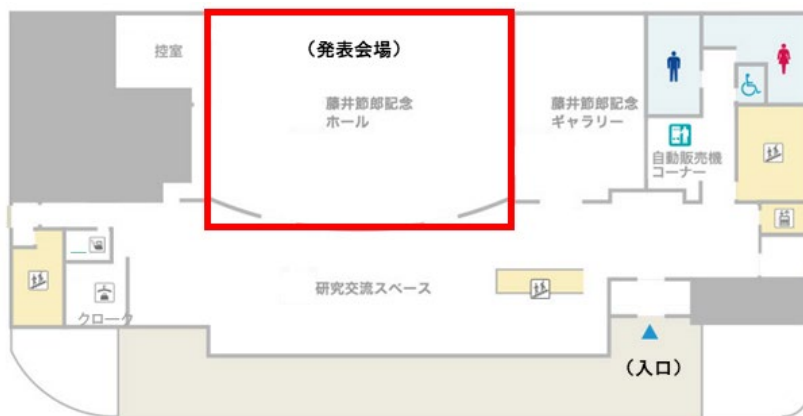 控室
（発表会場）
藤井節郎記念
ホール
藤井節郎記念
ギャラリー
自動販売機
コーナー
研究交流スペース
クローク
（入口）